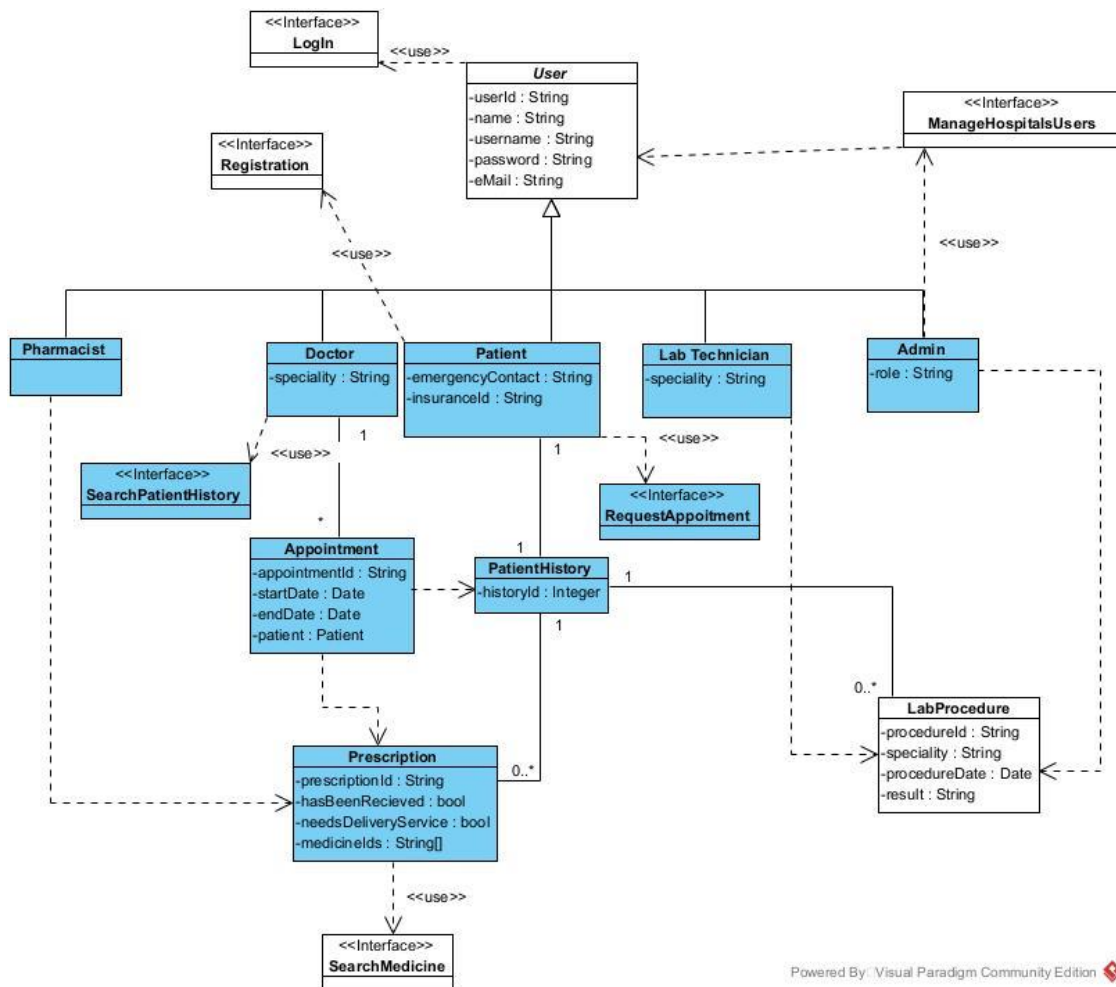 <<Interface>>
LogIn
<<use>>
User
-userId : String
-name : String
-username : String
-password : String
-eMail : String
<<Interface>>
ManageHospitalsUsers
<<Interface>>
Registration
<<use>>
<<use>>
Pharmacist
Doctor
-speciality : String
Patient
-emergencyContact : String
-insuranceId : String
Lab Technician
-speciality : String
Admin
-role : String
1
<<use>>
1
<<use>>
<<Interface>>
SearchPatientHistory
<<Interface>>
RequestAppoitment
*
Appointment
-appointmentId : String
-startDate : Date
-endDate : Date
-patient : Patient
1
PatientHistory
-historyId : Integer
1
1
0..*
LabProcedure
-procedureId : String
-speciality : String
-procedureDate : Date
-result : String
Prescription
-prescriptionId : String
-hasBeenRecieved : bool
-needsDeliveryService : bool
-medicineIds : String[]
0..*
<<use>>
<<Interface>>
SearchMedicine
Powered By: Visual Paradigm Community Edition